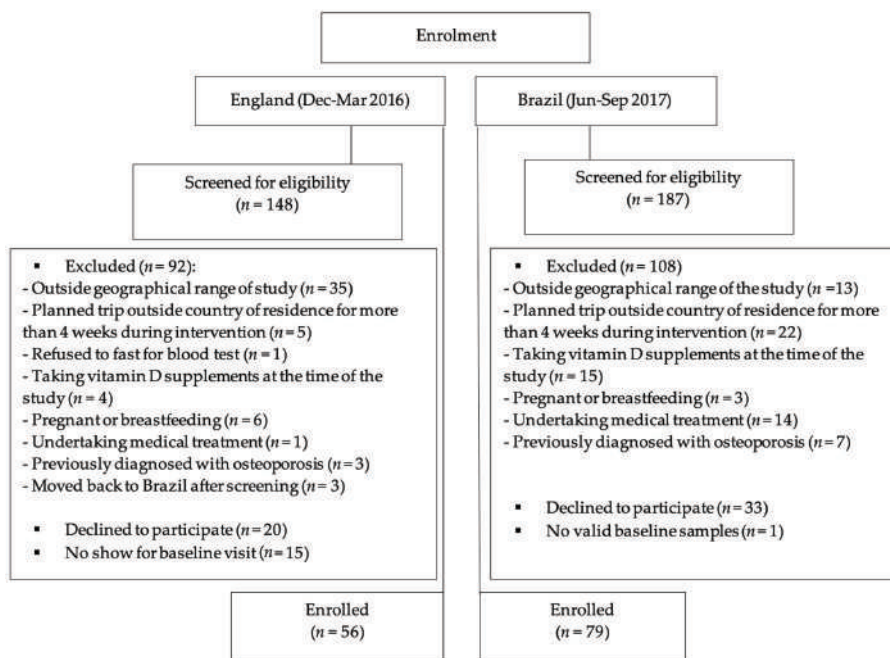 Enrolment
England (Dec-Mar 2016)
Brazil (Jun-Sep 2017)
Screened for eligibility
(n = 148)
Screened for eligibility
(n = 187)
▪ Excluded (n = 92):
- Outside geographical range of study (n = 35)
- Planned trip outside country of residence for more
than 4 weeks during intervention (n = 5)
- Refused to fast for blood test (n = 1)
- Taking vitamin D supplements at the time of the
study (n = 4)
- Pregnant or breastfeeding (n = 6)
- Undertaking medical treatment (n = 1)
- Previously diagnosed with osteoporosis (n = 3)
- Moved back to Brazil after screening (n = 3)
▪ Declined to participate (n = 20)
▪ No show for baseline visit (n = 15)
▪ Excluded (n = 108)
- Outside geographical range of the study (n =13)
- Planned trip outside country of residence for more
than 4 weeks during intervention (n = 22)
- Taking vitamin D supplements at the time of the
study (n = 15)
- Pregnant or breastfeeding (n = 3)
- Undertaking medical treatment (n = 14)
- Previously diagnosed with osteoporosis (n = 7)
▪ Declined to participate (n = 33)
▪ No valid baseline samples (n = 1)
Enrolled
(n = 56)
Enrolled
(n = 79)